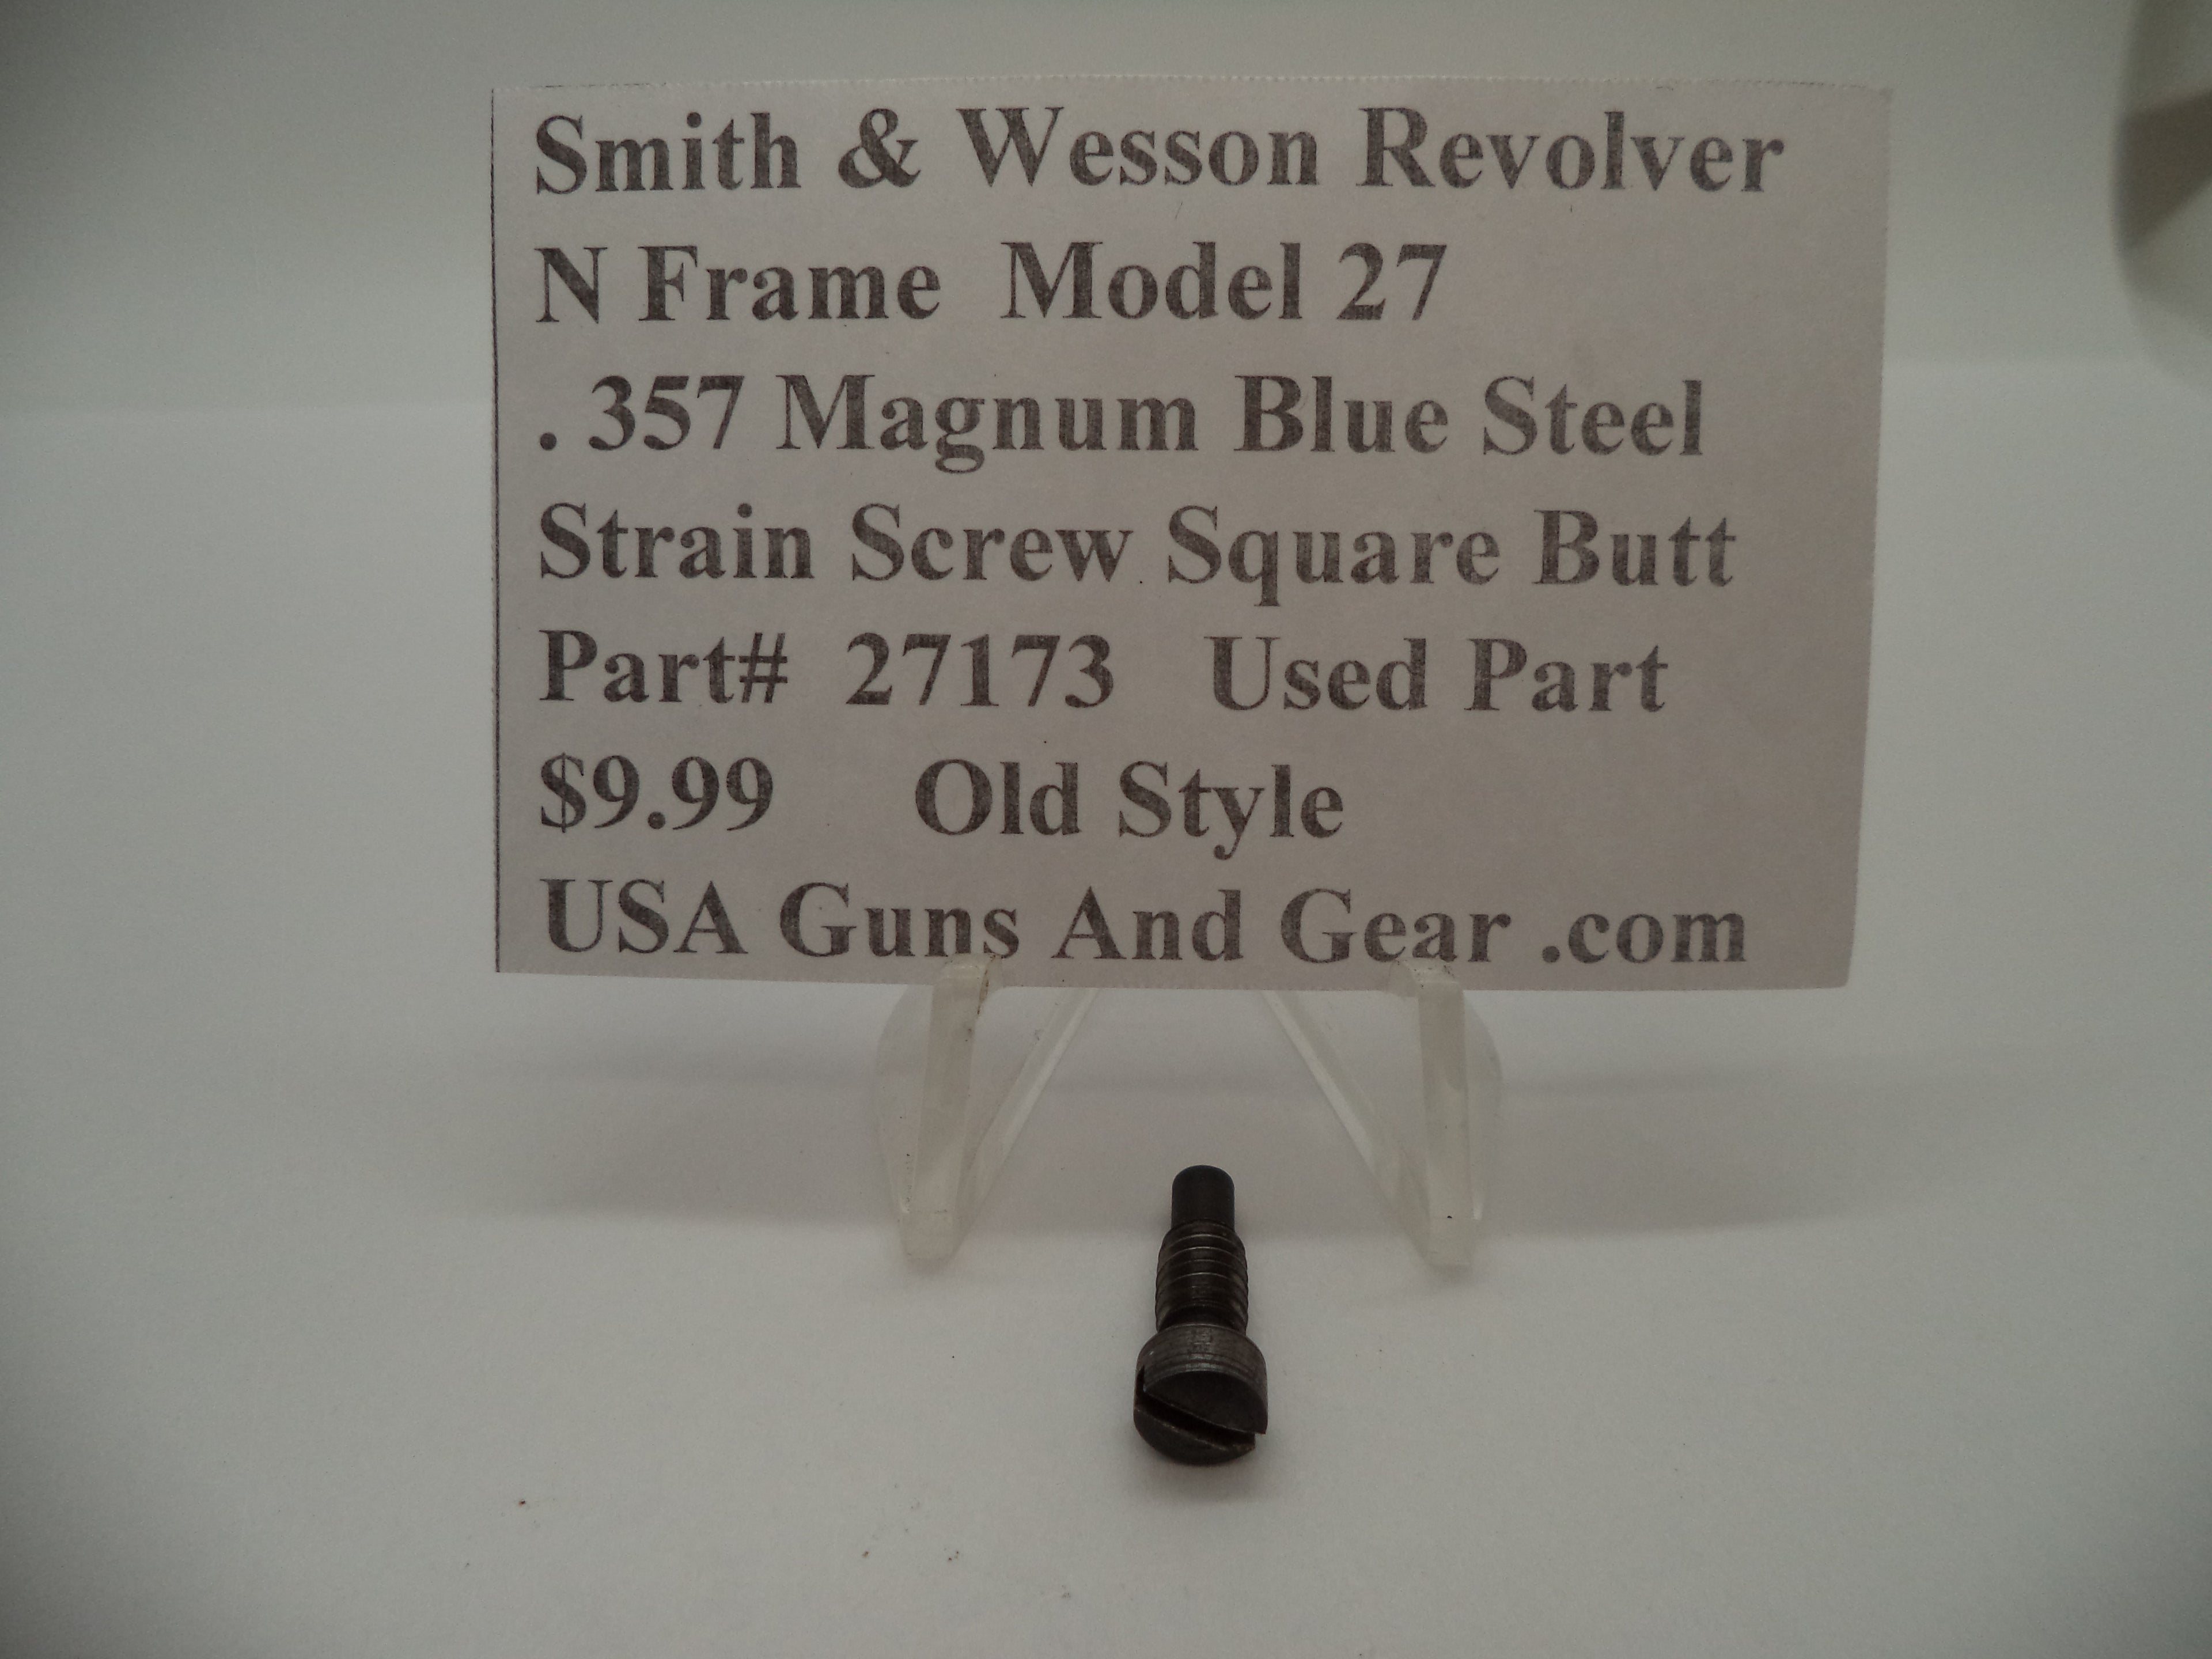 Smith & Wesson Revolver
N Frame Model 27
. 357 Magnum Blue Steel
Strain Screw Square Butt
Part# 27173 Used Part
$9.99 Old Style
USA Guns And Gear .com